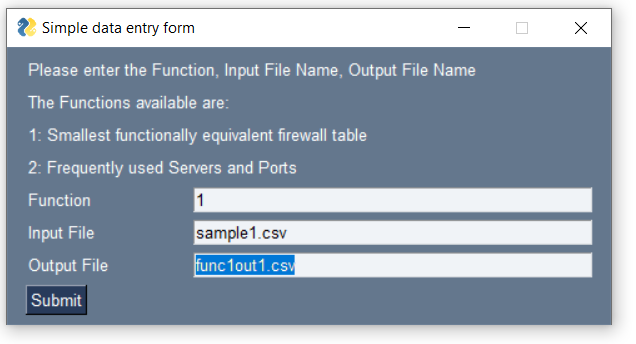 Simple data entry form
Please enter the Function, Input File Name, Output File Name
The Functions available are:
1: Smallest functionally equivalent firewall table
2: Frequently used Servers and Ports
Function 1
Input File sample1.csv
Output File func1out1.csv
Submit